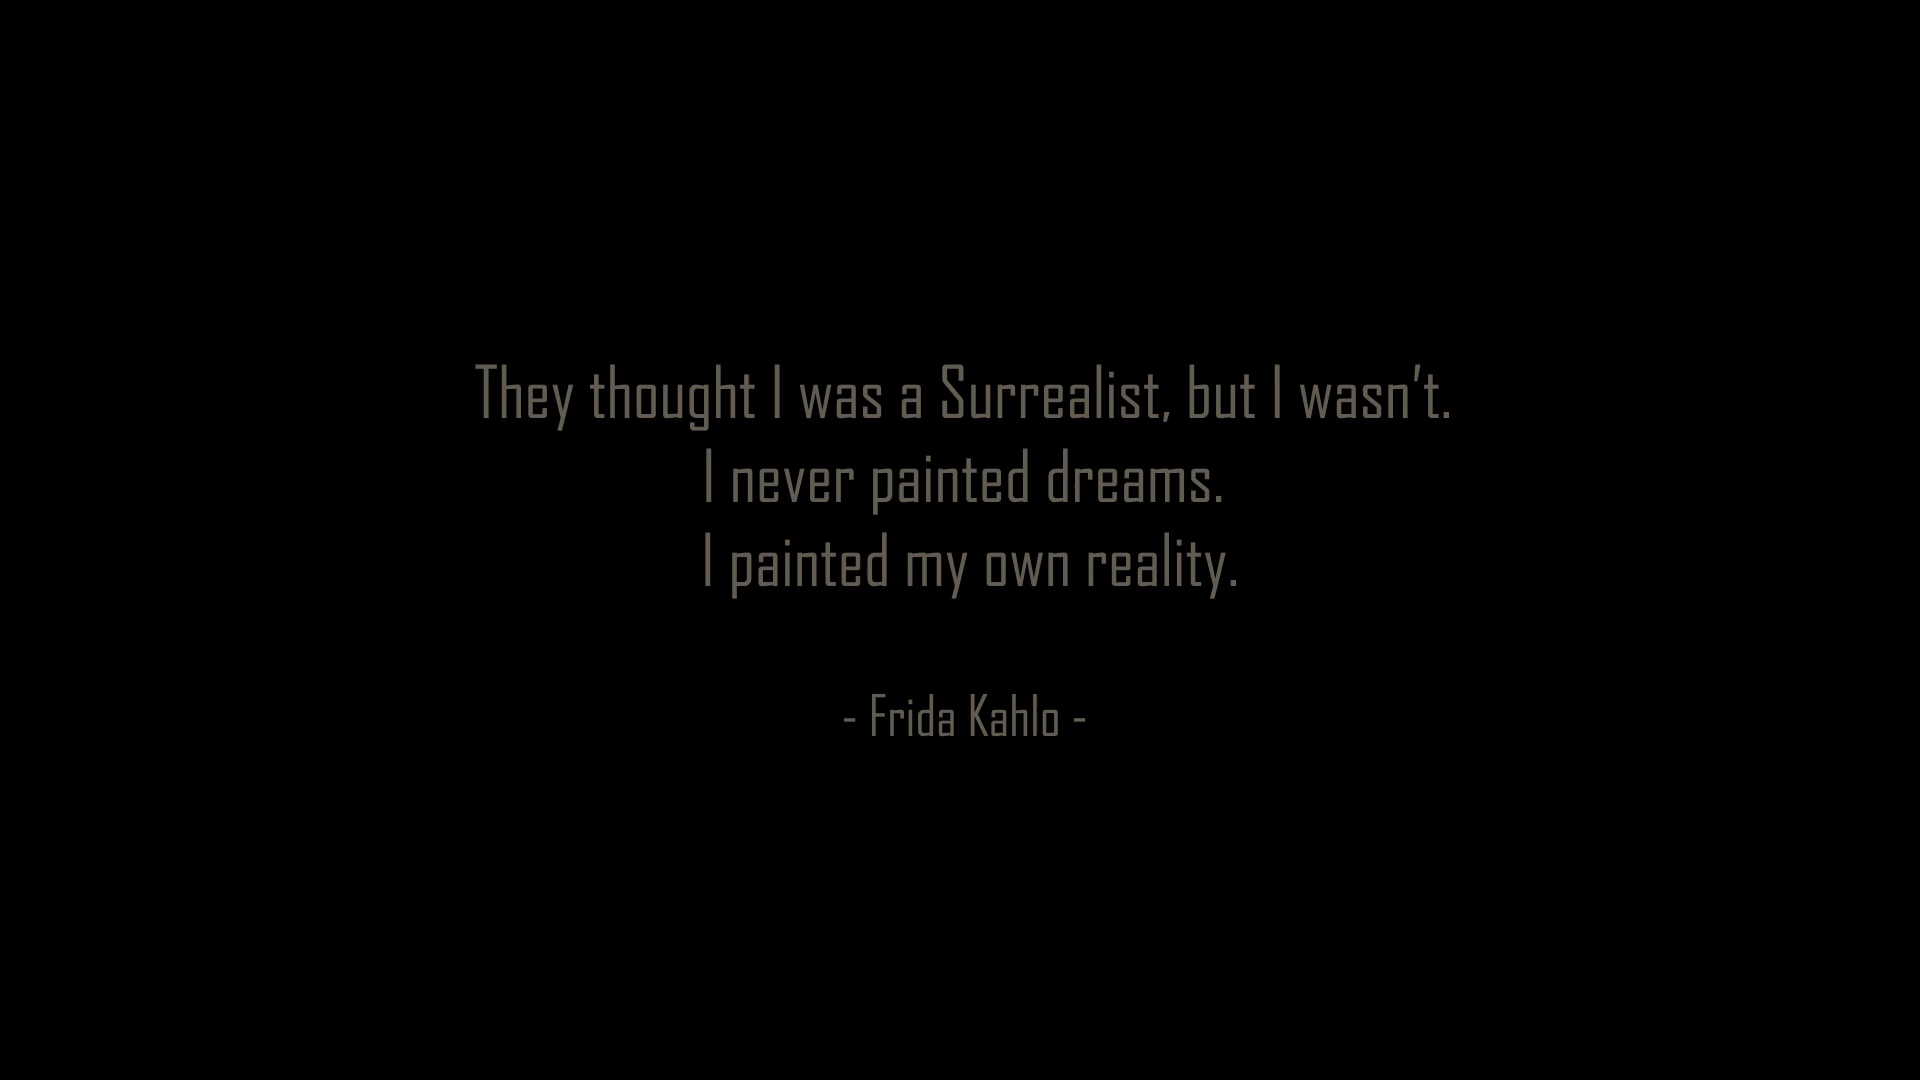 They thought I was a Surrealist, but I wasn’t.
I never painted dreams.
I painted my own reality.
- Frida Kahlo -